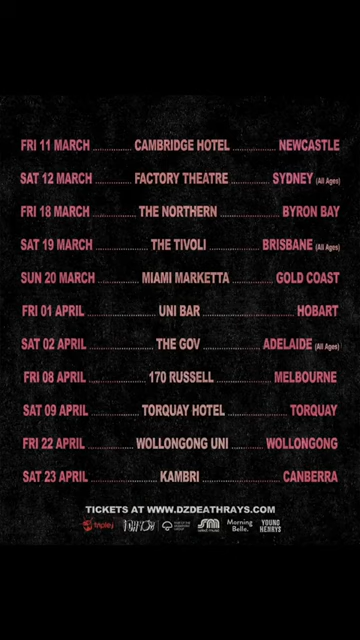 FRI 11 MARCH CAMBRIDGE HOTEL NEWCASTLE
SAT 12 MARCH FACTORY THEATRE SYDNEY (All Ages)
FRI 18 MARCH THE NORTHERN BYRON BAY
SAT 19 MARCH THE TIVOLI BRISBANE (All Ages)
SUN 20 MARCH MIAMI MARKETTA GOLD COAST
FRI 01 APRIL UNI BAR HOBART
SAT 02 APRIL THE GOV ADELAIDE (All Ages)
FRI 08 APRIL 170 RUSSELL MELBOURNE
SAT 09 APRIL TORQUAY HOTEL TORQUAY
FRI 22 APRIL WOLLONGONG UNI WOLLONGONG
SAT 23 APRIL KAMBRI CANBERRA
TICKETS AT WWW.DZDEATHRAYS.COM
triple j Morning Belle. YOUNG HENRYS